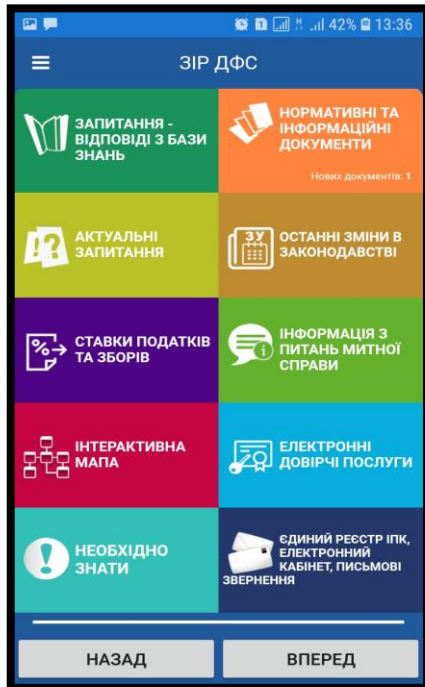 42% 13:36
ЗІР ДФС
ЗАПИТАННЯ -
ВІДПОВІДІ З БАЗИ
ЗНАНЬ
НОРМАТИВНІ ТА
ІНФОРМАЦІЙНІ
ДОКУМЕНТИ
Нових документів: 1
АКТУАЛЬНІ
ЗАПИТАННЯ
ЗУ
ОСТАННІ ЗМІНИ В
ЗАКОНОДАВСТВІ
СТАВКИ ПОДАТКІВ
ТА ЗБОРІВ
ІНФОРМАЦІЯ З
ПИТАНЬ МИТНОЇ
СПРАВИ
ІНТЕРАКТИВНА
МАПА
ЕЛЕКТРОННІ
ДОВІРЧІ ПОСЛУГИ
НЕОБХІДНО
ЗНАТИ
ЄДИНИЙ РЕЄСТР ІПК,
ЕЛЕКТРОННИЙ
КАБІНЕТ, ПИСЬМОВІ
ЗВЕРНЕННЯ
НАЗАД
ВПЕРЕД